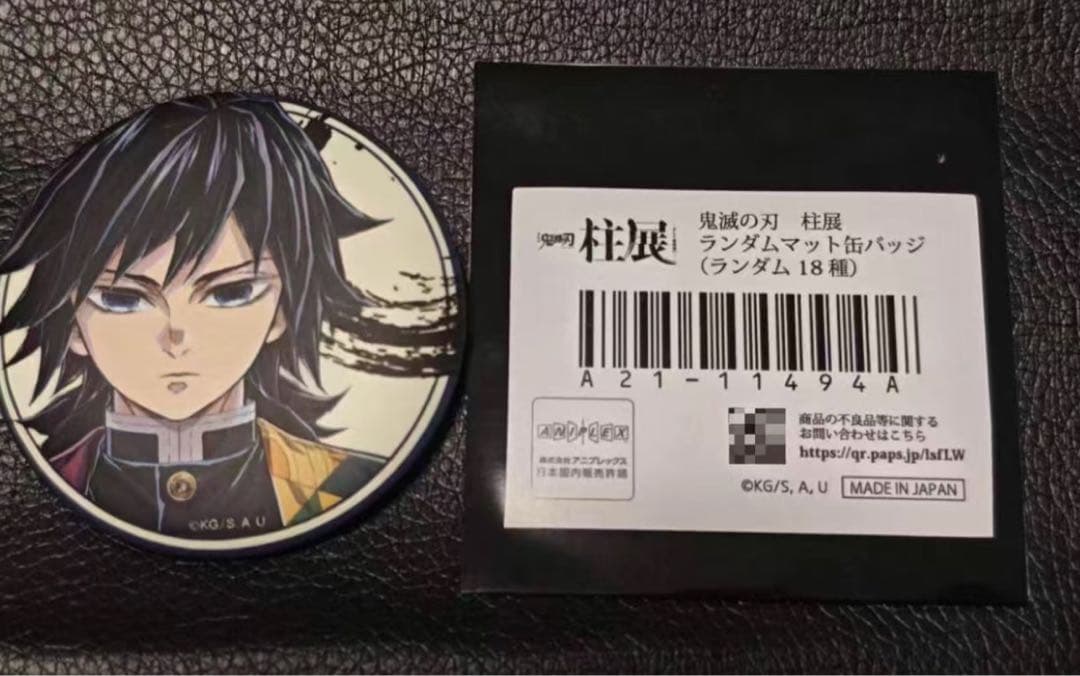 ©KG/S, A, U
鬼滅の刃
柱展
鬼滅の刃 柱展
ランダムマット缶バッジ
（ランダム 18 種）
A21-11494A
ANIPLEX
株式会社 アニプレックス
日本国内販売許諾
商品の不良品等に関する
お問い合わせはこちら
https://qr.paps.jp/lsfLW
©KG/S, A, U
MADE IN JAPAN